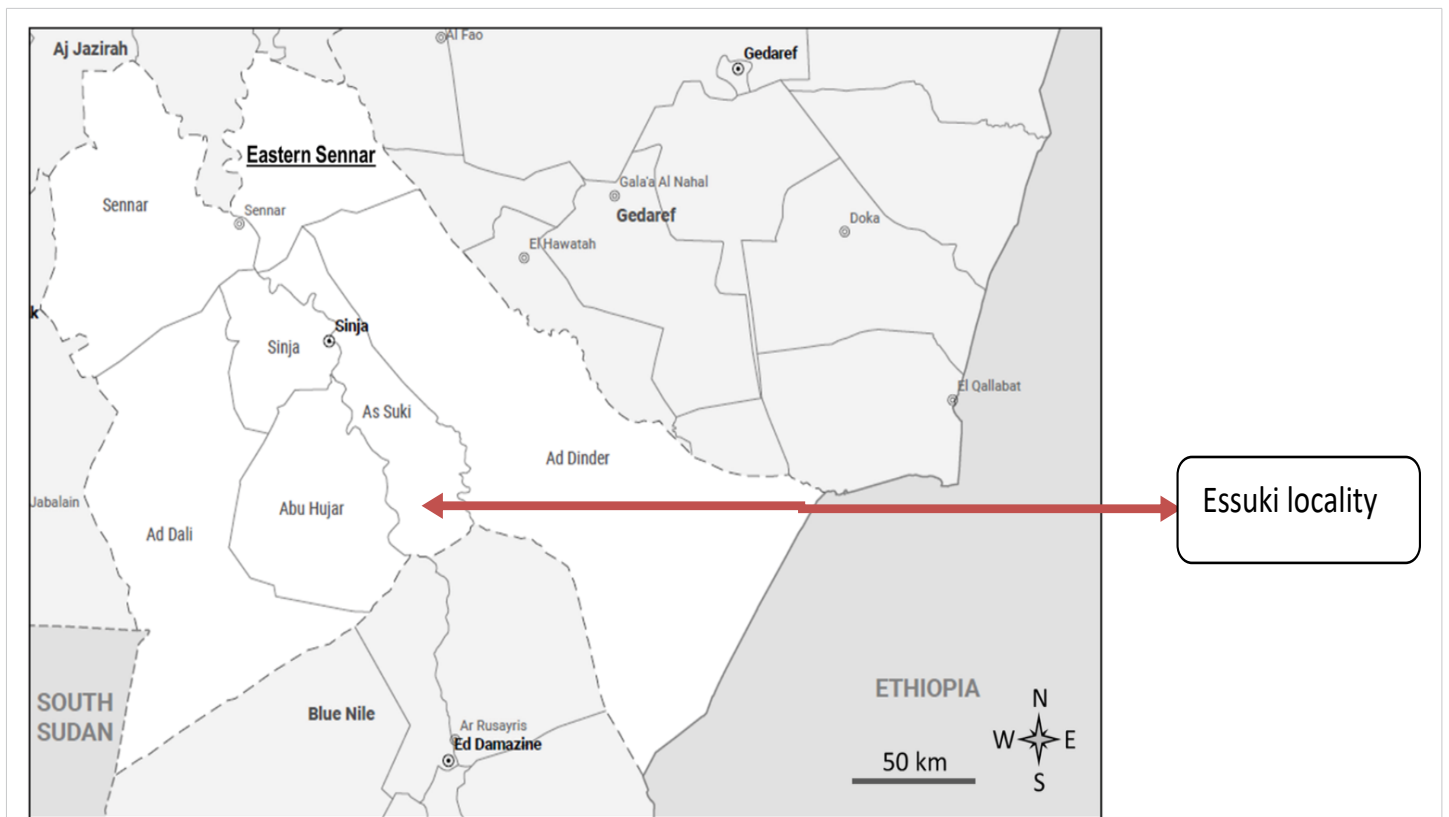 Al Fao
Aj Jazirah
Gedaref
Eastern Sennar
Gala'a Al Nahal
Sennar
Sennar
Gedaref
Doka
El Hawatah
k
Sinja
Sinja
El Qallabat
As Suki
Ad Dinder
Essuki locality
Jabalain
Abu Hujar
Ad Dali
ETHIOPIA
N
SOUTH
SUDAN
Blue Nile
Ar Rusayris
W
E
Ed Damazine
50 km
S